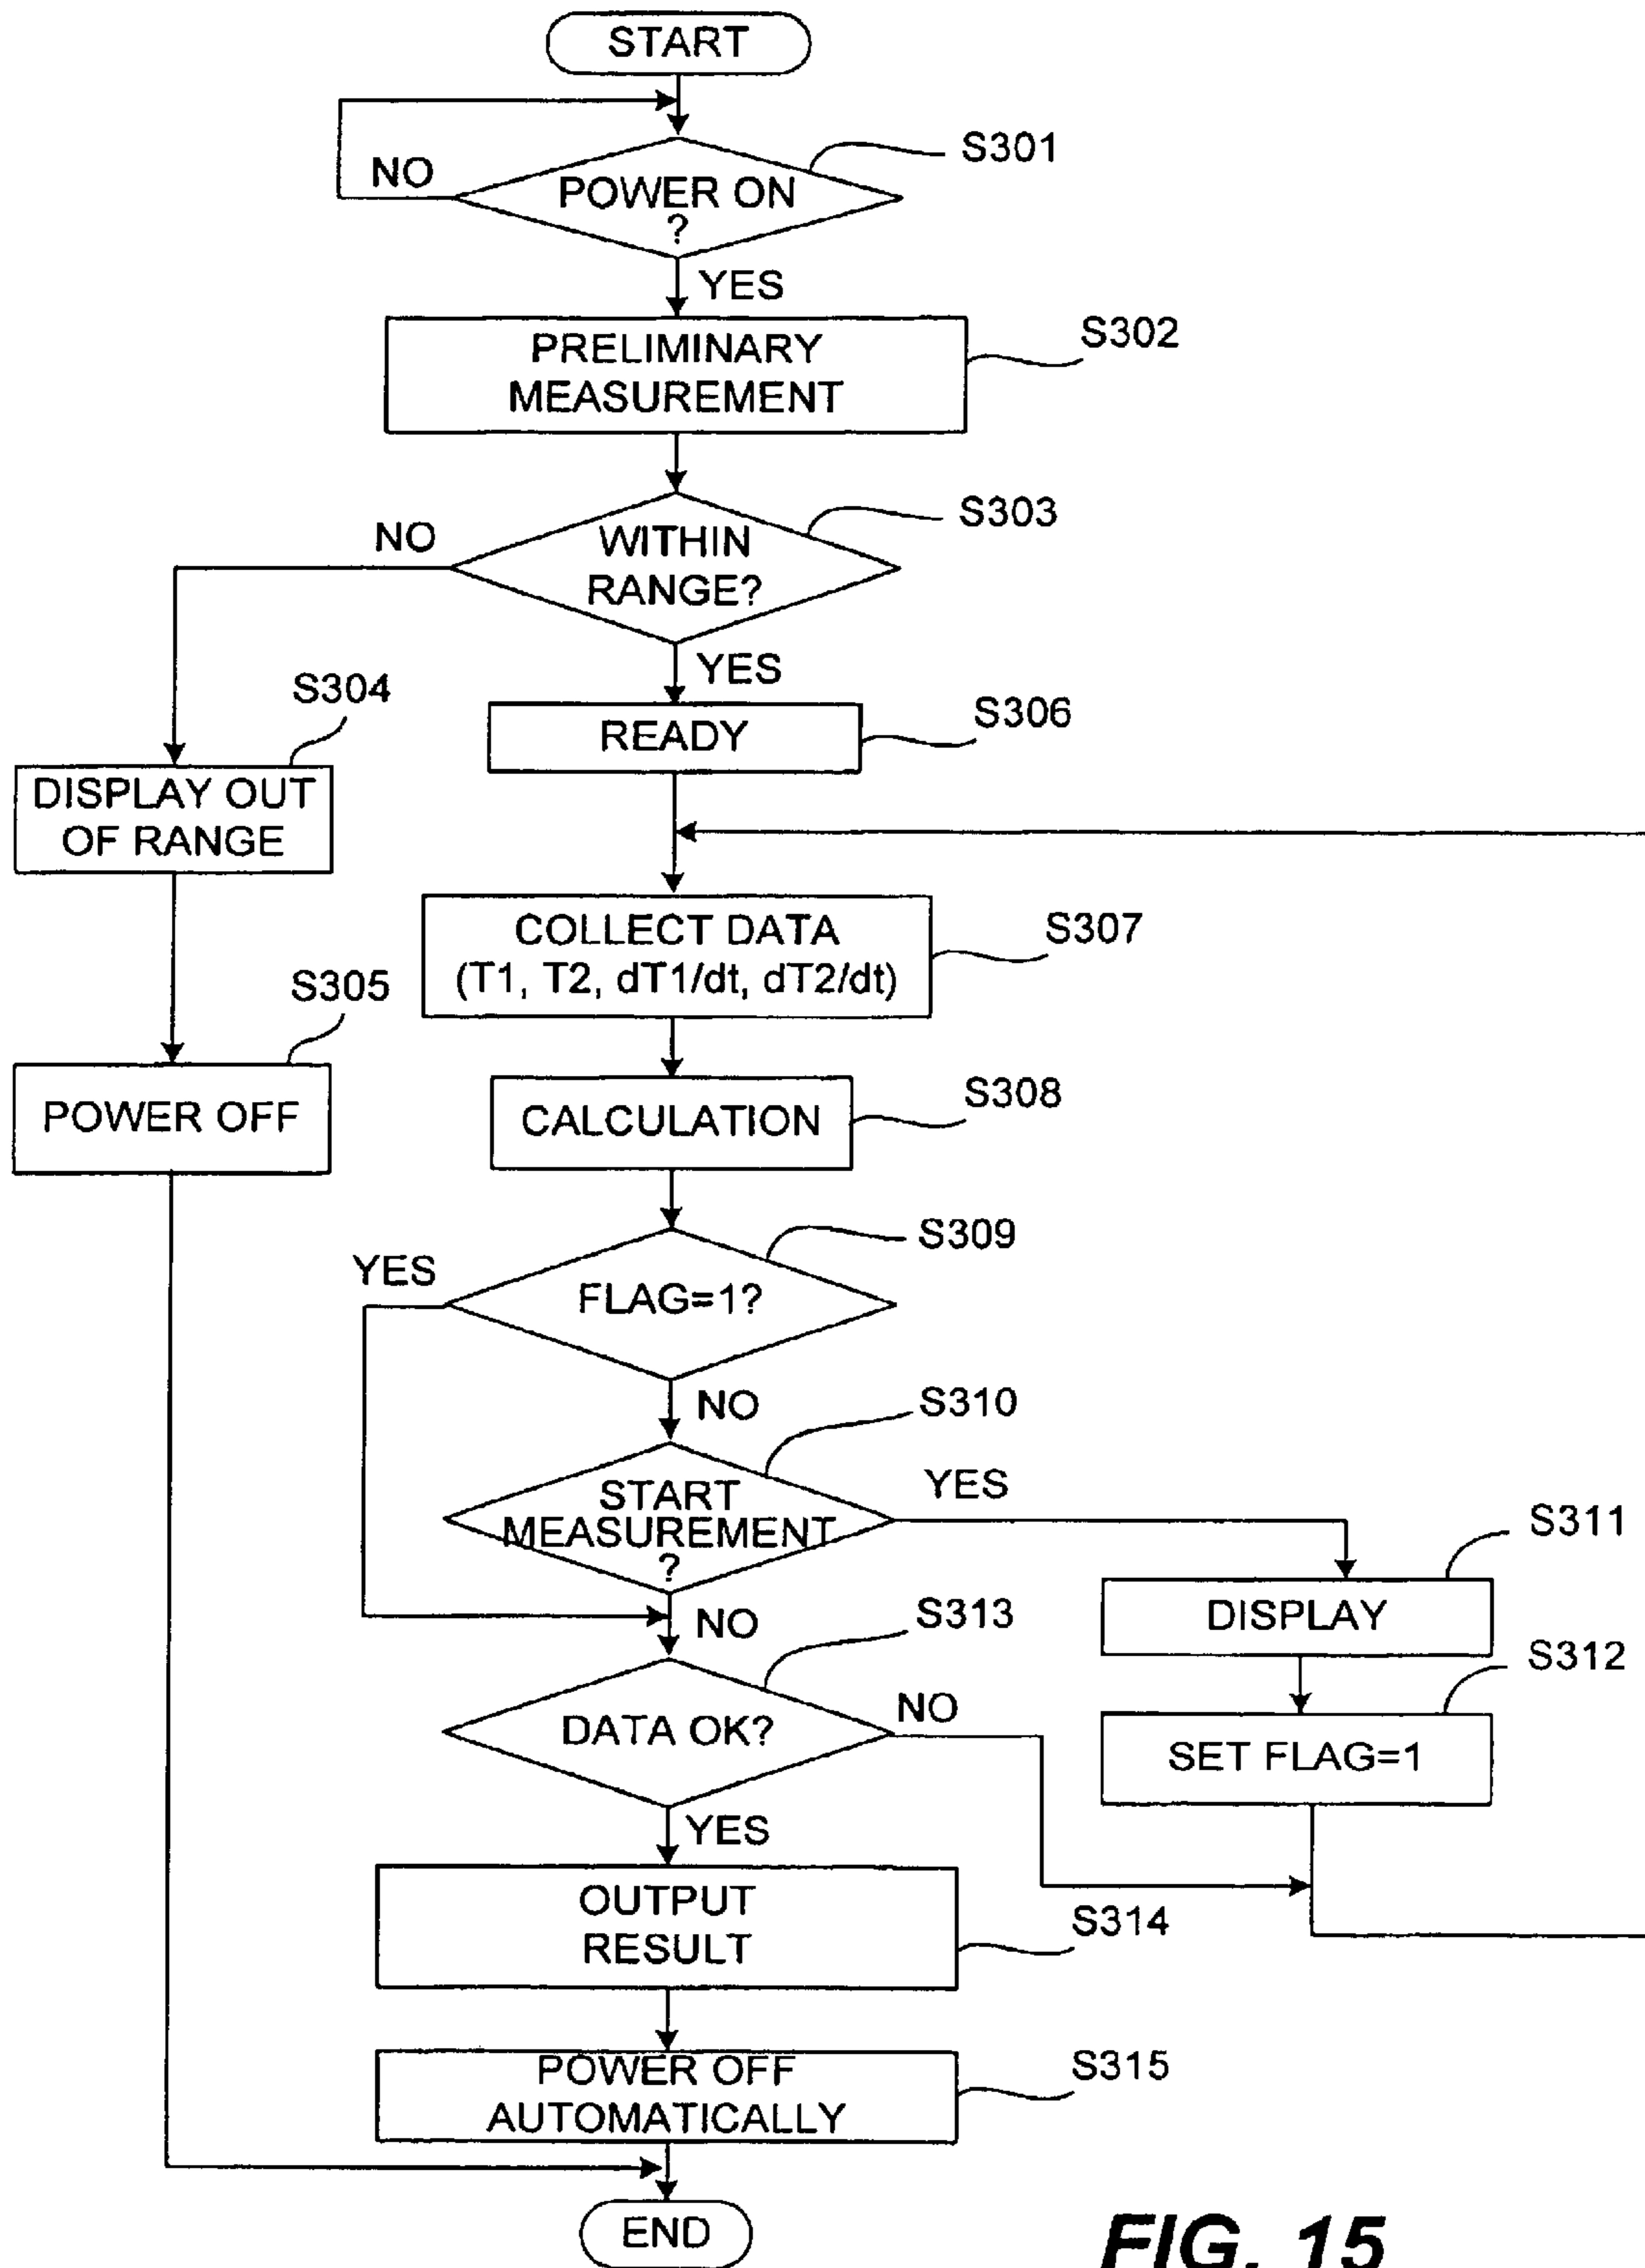 START
S301
NO
POWER ON
?
YES
S302
PRELIMINARY
MEASUREMENT
S303
NO
WITHIN
RANGE?
YES
S304
S306
READY
DISPLAY OUT
OF RANGE
S307
COLLECT DATA
(T1, T2, dT1/dt, dT2/dt)
S305
POWER OFF
S308
CALCULATION
S309
YES
FLAG=1?
NO
S310
START
MEASUREMENT
?
YES
S311
DISPLAY
NO
S313
S312
DATA OK?
NO
SET FLAG=1
YES
OUTPUT
RESULT
S314
POWER OFF
AUTOMATICALLY
S315
END
FIG. 15